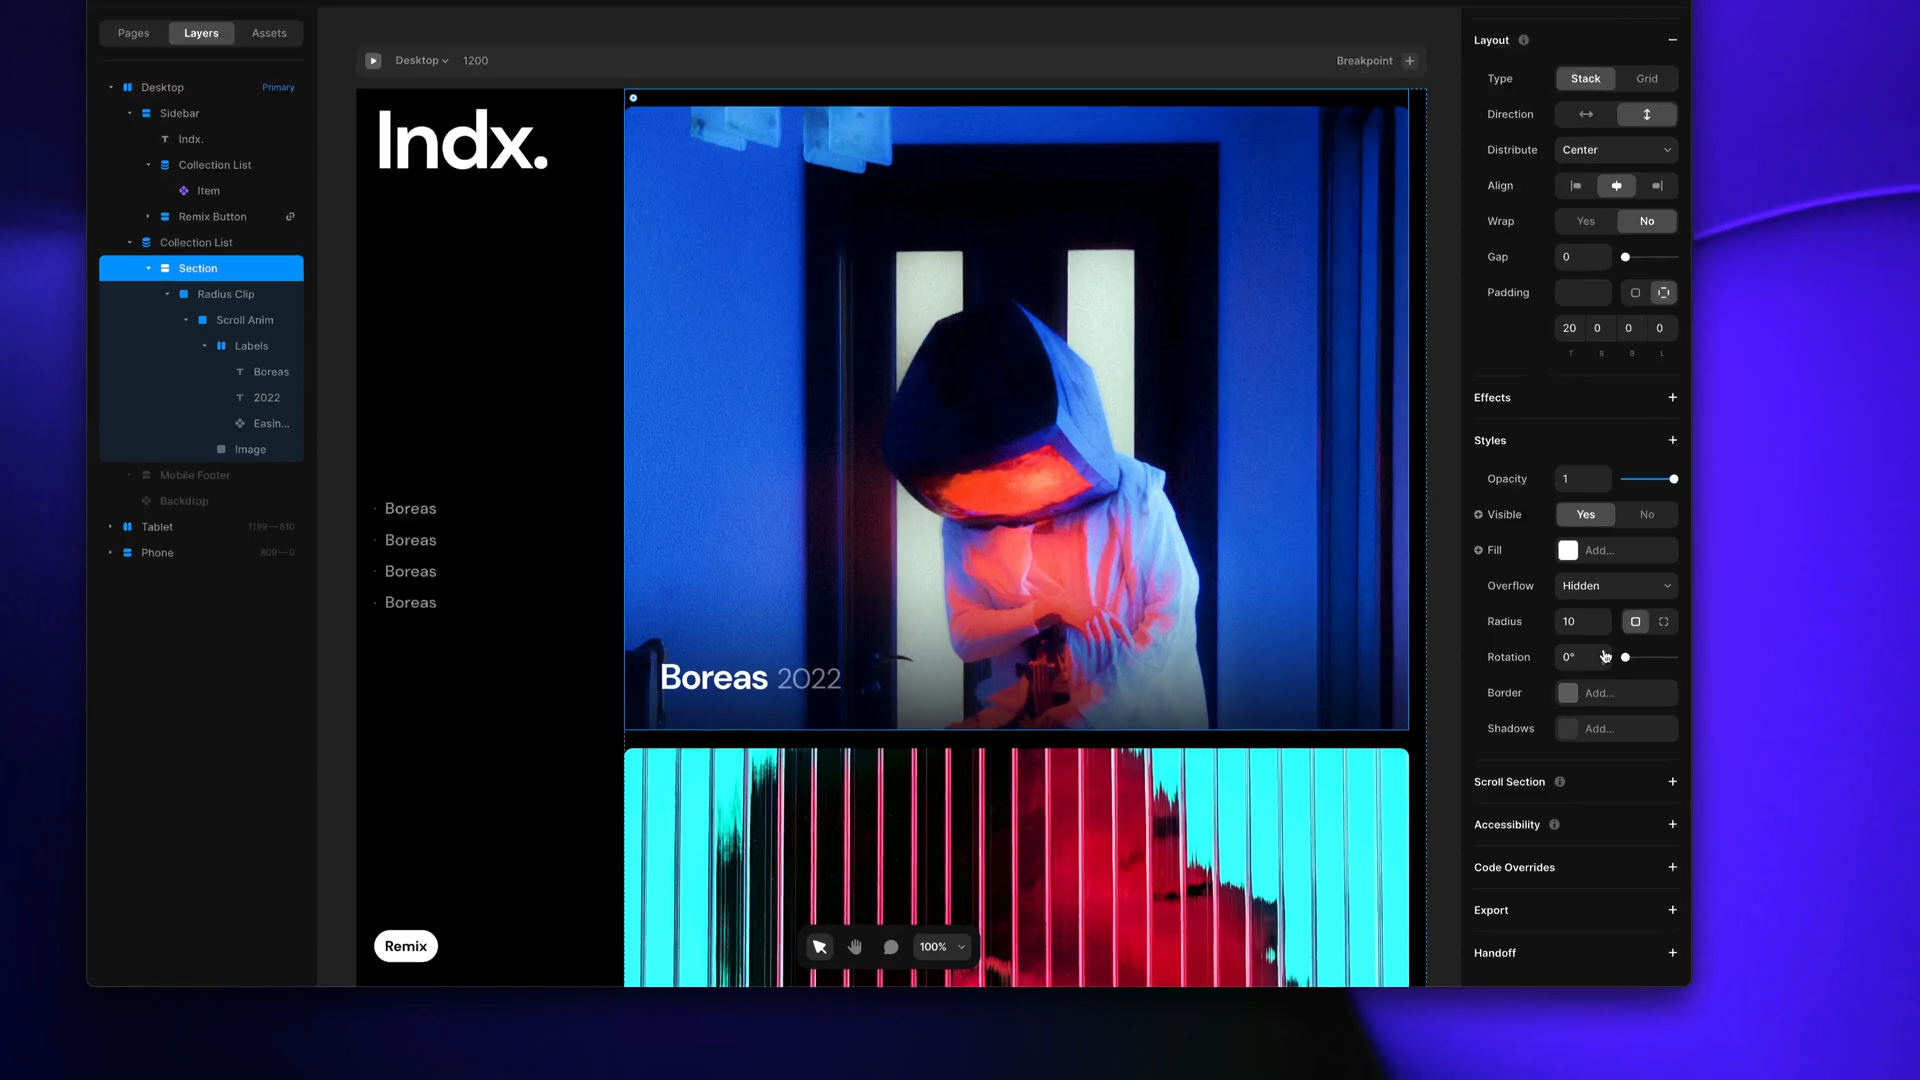 Pages Layers Assets
Desktop Primary
Sidebar
Indx.
Collection List
Item
Remix Button
Collection List
Section
Radius Clip
Scroll Anim
Labels
Boreas
2022
Easin...
Image
Mobile Footer
Backdrop
Tablet 1199—810
Phone 809—0
Desktop 1200 Breakpoint
Indx.
Boreas
Boreas
Boreas
Boreas
Remix
Boreas 2022
100%
Layout
Type Stack Grid
Direction
Distribute Center
Align
Wrap Yes No
Gap 0
Padding
20 0 0 0
T R B L
Effects
Styles
Opacity 1
Visible Yes No
Fill Add...
Overflow Hidden
Radius 10
Rotation 0°
Border Add...
Shadows Add...
Scroll Section
Accessibility
Code Overrides
Export
Handoff